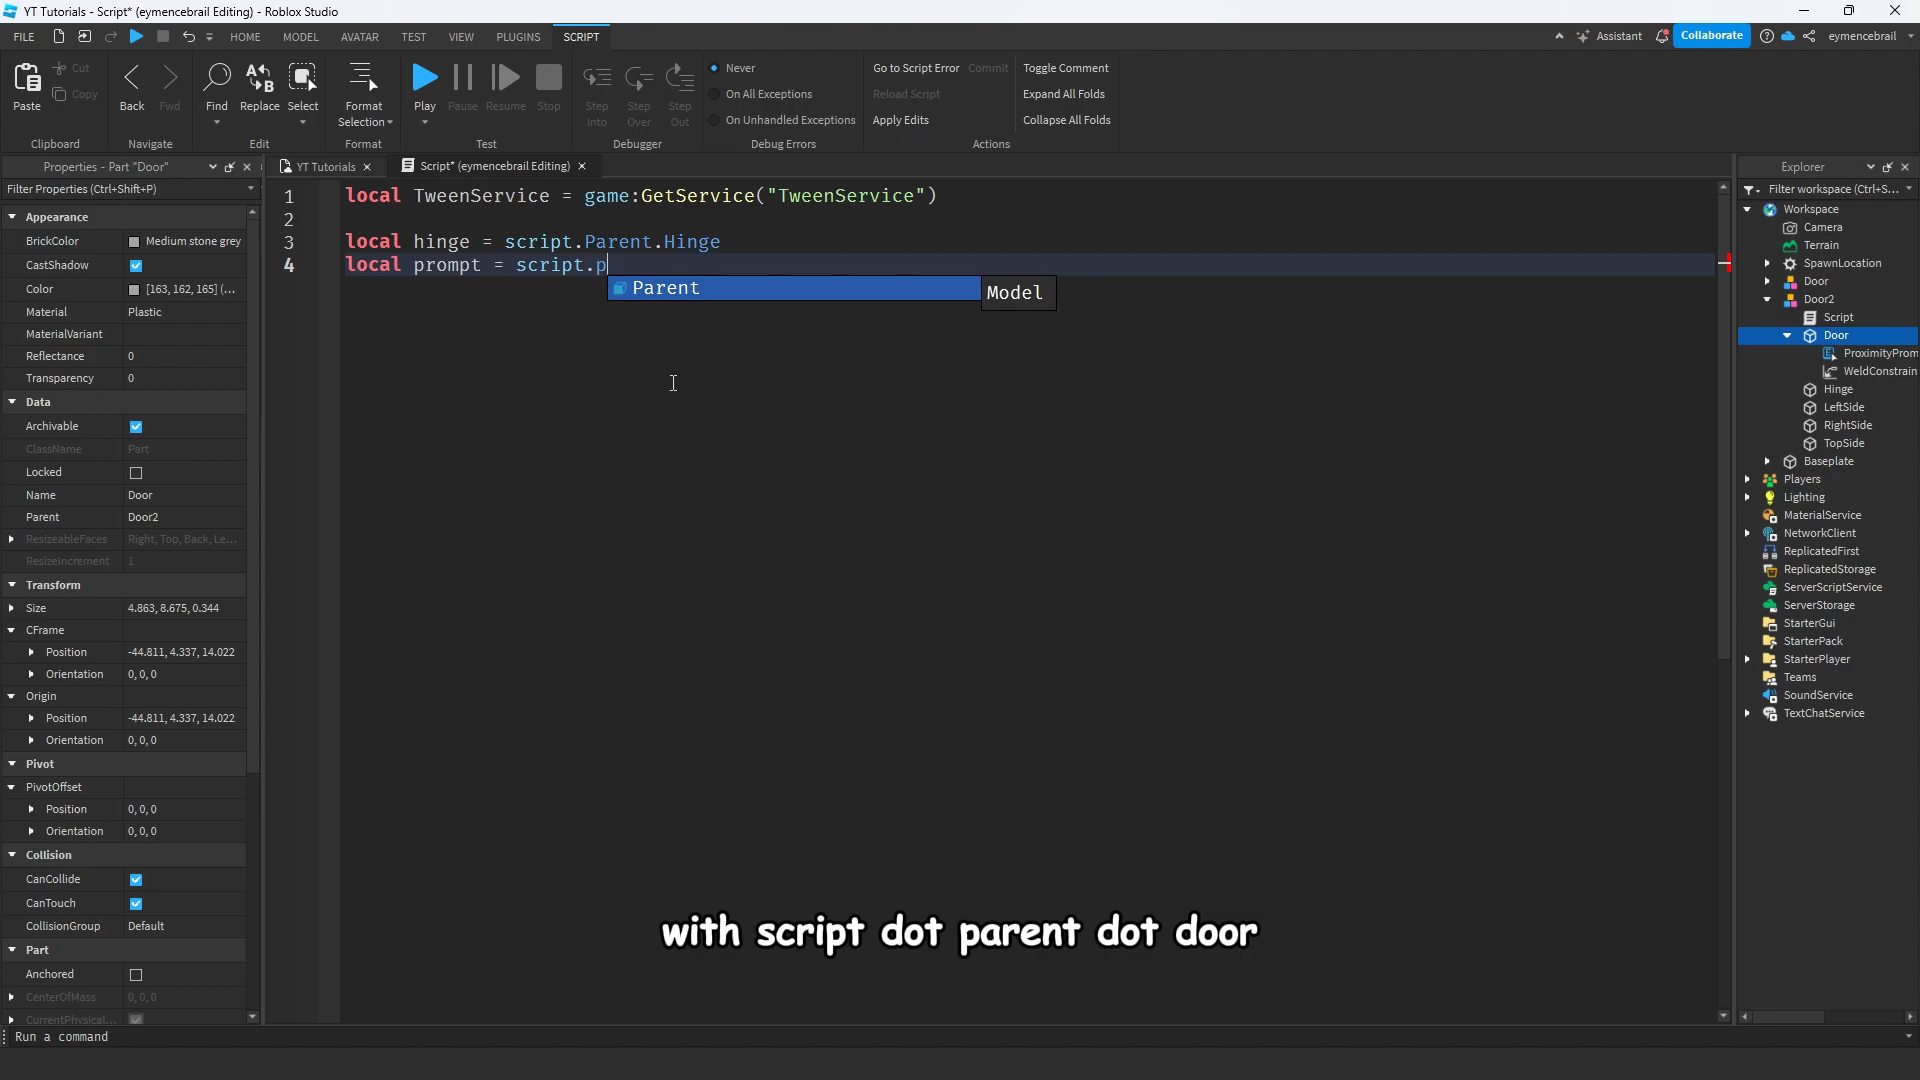 YT Tutorials - Script* (eymencebrail Editing) - Roblox Studio
FILE HOME MODEL AVATAR TEST VIEW PLUGINS SCRIPT Assistant Collaborate eymencebrail
Paste Cut Copy
Back Fwd
Find Replace Select
Format Selection
Play Pause Resume Stop
Step Into Step Over Step Out
Never
On All Exceptions
On Unhandled Exceptions
Go to Script Error Commit
Reload Script
Apply Edits
Toggle Comment
Expand All Folds
Collapse All Folds
Clipboard Navigate Edit Format Test Debugger Debug Errors Actions
Properties - Part "Door"
Filter Properties (Ctrl+Shift+P)
Appearance
BrickColor Medium stone grey
CastShadow
Color [163, 162, 165] (...
Material Plastic
MaterialVariant
Reflectance 0
Transparency 0
Data
Archivable
ClassName Part
Locked
Name Door
Parent Door2
ResizeableFaces Right, Top, Back, Le...
ResizeIncrement 1
Transform
Size 4.863, 8.675, 0.344
CFrame
Position -44.811, 4.337, 14.022
Orientation 0, 0, 0
Origin
Position -44.811, 4.337, 14.022
Orientation 0, 0, 0
Pivot
PivotOffset
Position 0, 0, 0
Orientation 0, 0, 0
Collision
CanCollide
CanTouch
CollisionGroup Default
Part
Anchored
CenterOfMass 0, 0, 0
CurrentPhysical...
YT Tutorials Script* (eymencebrail Editing)
1 local TweenService = game:GetService("TweenService")
2
3 local hinge = script.Parent.Hinge
4 local prompt = script.p
Parent Model
with script dot parent dot door
Explorer
Filter workspace (Ctrl+S...
Workspace
Camera
Terrain
SpawnLocation
Door
Door2
Script
Door
ProximityProm
WeldConstrain
Hinge
LeftSide
RightSide
TopSide
Baseplate
Players
Lighting
MaterialService
NetworkClient
ReplicatedFirst
ReplicatedStorage
ServerScriptService
ServerStorage
StarterGui
StarterPack
StarterPlayer
Teams
SoundService
TextChatService
Run a command